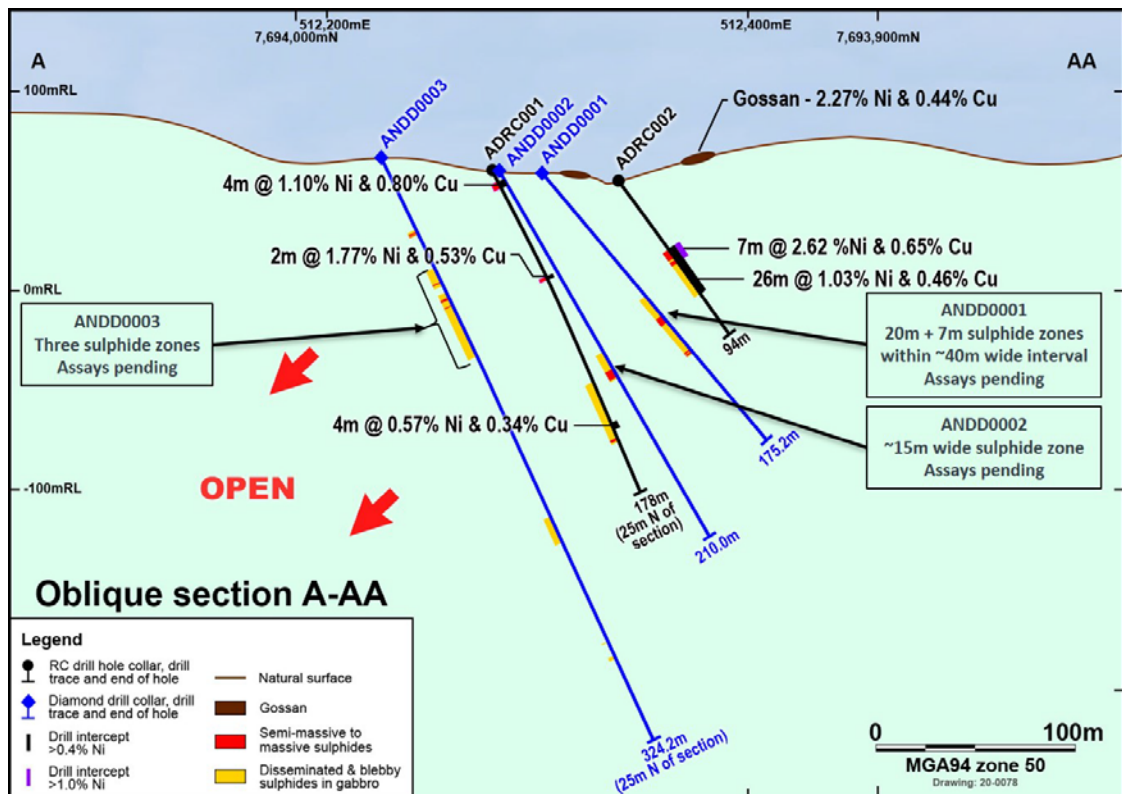 512,200mE
7,694,000mN
512,400mE
7,693,900mN
A
AA
100mRL
ANDD0003
ADRC001
ANDD0002
ANDD0001
ADRC002
Gossan - 2.27% Ni & 0.44% Cu
4m @ 1.10% Ni & 0.80% Cu
2m @ 1.77% Ni & 0.53% Cu
7m @ 2.62 %Ni & 0.65% Cu
26m @ 1.03% Ni & 0.46% Cu
0mRL
ANDD0003
Three sulphide zones
Assays pending
ANDD0001
20m + 7m sulphide zones
within ~40m wide interval
Assays pending
94m
4m @ 0.57% Ni & 0.34% Cu
175.2m
ANDD0002
~15m wide sulphide zone
Assays pending
-100mRL
OPEN
178m
(25m N of
section)
210.0m
324.2m
(25m N of section)
Oblique section A-AA
Legend
RC drill hole collar, drill
trace and end of hole
Diamond drill collar, drill
trace and end of hole
Drill intercept
>0.4% Ni
Drill intercept
>1.0% Ni
Natural surface
Gossan
Semi-massive to
massive sulphides
Disseminated & blebby
sulphides in gabbro
0
100m
MGA94 zone 50
Drawing: 20-0078